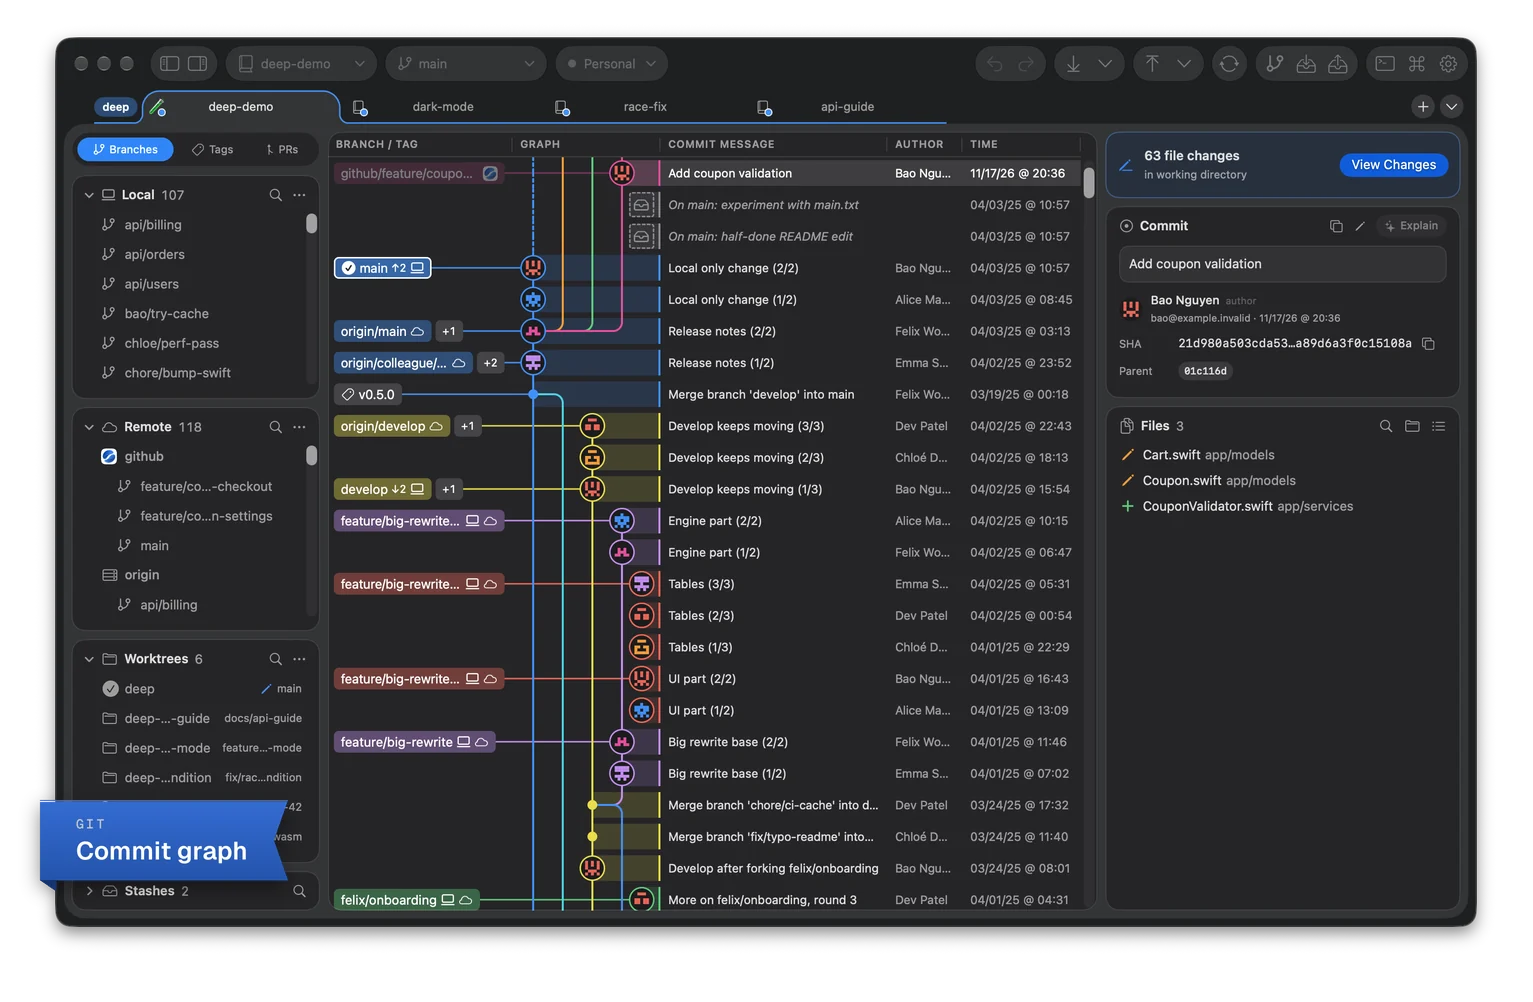 deep-demo
main
Personal
deep
deep-demo
dark-mode
race-fix
api-guide
Branches
Tags
PRs
Local 107
api/billing
api/orders
api/users
bao/try-cache
chloe/perf-pass
chore/bump-swift
Remote 118
github
feature/co...-checkout
feature/co...n-settings
main
origin
api/billing
Worktrees 6
deep main
deep-...-guide docs/api-guide
deep-...-mode feature...-mode
deep-...ndition fix/rac...ndition
-42
wasm
GIT
Commit graph
Stashes 2
BRANCH / TAG GRAPH COMMIT MESSAGE AUTHOR TIME
github/feature/coupo... Add coupon validation Bao Ngu... 11/17/26 @ 20:36
On main: experiment with main.txt 04/03/25 @ 10:57
On main: half-done README edit 04/03/25 @ 10:57
main ↑2 Local only change (2/2) Bao Ngu... 04/03/25 @ 10:57
Local only change (1/2) Alice Ma... 04/03/25 @ 08:45
origin/main +1 Release notes (2/2) Felix Wo... 04/03/25 @ 03:13
origin/colleague/... +2 Release notes (1/2) Emma S... 04/02/25 @ 23:52
v0.5.0 Merge branch 'develop' into main Felix Wo... 03/19/25 @ 00:18
origin/develop +1 Develop keeps moving (3/3) Dev Patel 04/02/25 @ 22:43
Develop keeps moving (2/3) Chloé D... 04/02/25 @ 18:13
develop ↓2 +1 Develop keeps moving (1/3) Bao Ngu... 04/02/25 @ 15:54
feature/big-rewrite... Engine part (2/2) Alice Ma... 04/02/25 @ 10:15
Engine part (1/2) Felix Wo... 04/02/25 @ 06:47
feature/big-rewrite... Tables (3/3) Emma S... 04/02/25 @ 05:31
Tables (2/3) Dev Patel 04/02/25 @ 00:54
Tables (1/3) Chloé D... 04/01/25 @ 22:29
feature/big-rewrite... UI part (2/2) Bao Ngu... 04/01/25 @ 16:43
UI part (1/2) Alice Ma... 04/01/25 @ 13:09
feature/big-rewrite Big rewrite base (2/2) Felix Wo... 04/01/25 @ 11:46
Big rewrite base (1/2) Emma S... 04/01/25 @ 07:02
Merge branch 'chore/ci-cache' into d... Dev Patel 03/24/25 @ 17:32
Merge branch 'fix/typo-readme' into... Chloé D... 03/24/25 @ 11:40
Develop after forking felix/onboarding Bao Ngu... 03/24/25 @ 08:01
felix/onboarding More on felix/onboarding, round 3 Dev Patel 04/01/25 @ 04:31
63 file changes
in working directory
View Changes
Commit
Explain
Add coupon validation
Bao Nguyen author
bao@example.invalid · 11/17/26 @ 20:36
SHA 21d980a503cda53…a89d6a3f0c15108a
Parent 01c116d
Files 3
Cart.swift app/models
Coupon.swift app/models
CouponValidator.swift app/services